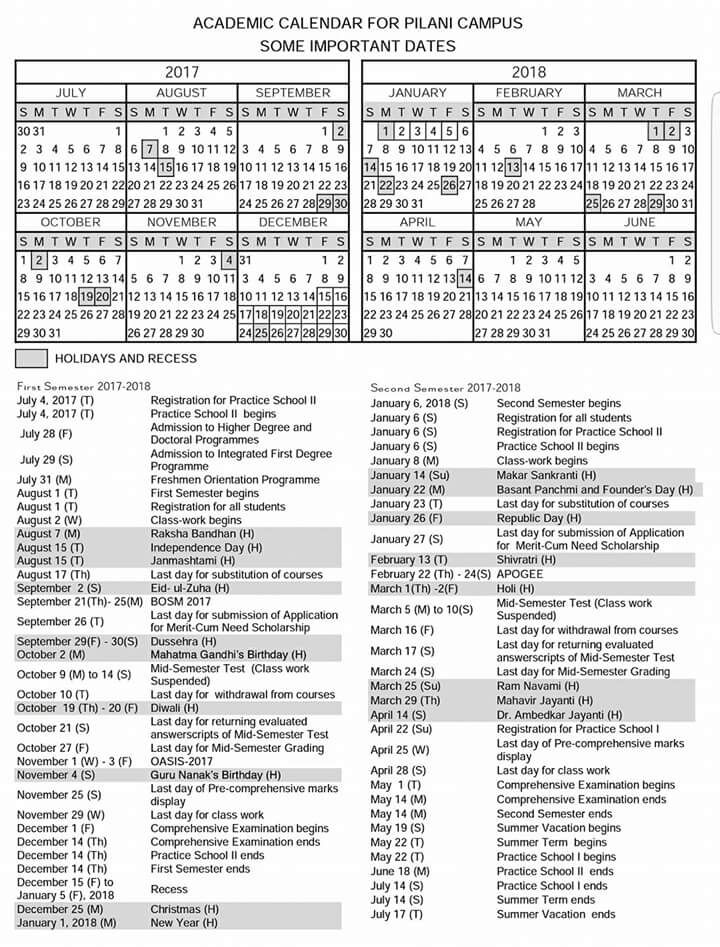 ACADEMIC CALENDAR FOR PILANI CAMPUS
SOME IMPORTANT DATES
2017
JULY AUGUST SEPTEMBER
S M T W T F S S M T W T F S S M T W T F S
30 31 1 1 2 3 4 5 1 2
2 3 4 5 6 7 8 6 7 8 9 10 11 12 3 4 5 6 7 8 9
9 10 11 12 13 14 15 13 14 15 16 17 18 19 10 11 12 13 14 15 16
16 17 18 19 20 21 22 20 21 22 23 24 25 26 17 18 19 20 21 22 23
23 24 25 26 27 28 29 27 28 29 30 31 24 25 26 27 28 29 30
OCTOBER NOVEMBER DECEMBER
S M T W T F S S M T W T F S S M T W T F S
1 2 3 4 5 6 7 1 2 3 4 31 1 2
8 9 10 11 12 13 14 5 6 7 8 9 10 11 3 4 5 6 7 8 9
15 16 17 18 19 20 21 12 13 14 15 16 17 18 10 11 12 13 14 15 16
22 23 24 25 26 27 28 19 20 21 22 23 24 25 17 18 19 20 21 22 23
29 30 31 26 27 28 29 30 24 25 26 27 28 29 30
2018
JANUARY FEBRUARY MARCH
S M T W T F S S M T W T F S S M T W T F S
1 2 3 4 5 6 1 2 3 1 2 3
7 8 9 10 11 12 13 4 5 6 7 8 9 10 4 5 6 7 8 9 10
14 15 16 17 18 19 20 11 12 13 14 15 16 17 11 12 13 14 15 16 17
21 22 23 24 25 26 27 18 19 20 21 22 23 24 18 19 20 21 22 23 24
28 29 30 31 25 26 27 28 25 26 27 28 29 30 31
APRIL MAY JUNE
S M T W T F S S M T W T F S S M T W T F S
1 2 3 4 5 6 7 1 2 3 4 5 1 2
8 9 10 11 12 13 14 6 7 8 9 10 11 12 3 4 5 6 7 8 9
15 16 17 18 19 20 21 13 14 15 16 17 18 19 10 11 12 13 14 15 16
22 23 24 25 26 27 28 20 21 22 23 24 25 26 17 18 19 20 21 22 23
29 30 27 28 29 30 31 24 25 26 27 28 29 30
HOLIDAYS AND RECESS
First Semester 2017-2018
July 4, 2017 (T) Registration for Practice School II
July 4, 2017 (T) Practice School II begins
July 28 (F) Admission to Higher Degree and
Doctoral Programmes
July 29 (S) Admission to Integrated First Degree
Programme
July 31 (M) Freshmen Orientation Programme
August 1 (T) First Semester begins
August 1 (T) Registration for all students
August 2 (W) Class-work begins
August 7 (M) Raksha Bandhan (H)
August 15 (T) Independence Day (H)
August 15 (T) Janmashtami (H)
August 17 (Th) Last day for substitution of courses
September 2 (S) Eid- ul-Zuha (H)
September 21(Th)- 25(M) BOSM 2017
September 26 (T) Last day for submission of Application
for Merit-Cum Need Scholarship
September 29(F) - 30(S) Dussehra (H)
October 2 (M) Mahatma Gandhi's Birthday (H)
October 9 (M) to 14 (S) Mid-Semester Test (Class work
Suspended)
October 10 (T) Last day for withdrawal from courses
October 19 (Th) - 20 (F) Diwali (H)
October 21 (S) Last day for returning evaluated
answerscripts of Mid-Semester Test
October 27 (F) Last day for Mid-Semester Grading
November 1 (W) - 3 (F) OASIS-2017
November 4 (S) Guru Nanak's Birthday (H)
November 25 (S) Last day of Pre-comprehensive marks
display
November 29 (W) Last day for class work
December 1 (F) Comprehensive Examination begins
December 14 (Th) Comprehensive Examination ends
December 14 (Th) Practice School II ends
December 14 (Th) First Semester ends
December 15 (F) to
January 5 (F), 2018 Recess
December 25 (M) Christmas (H)
January 1, 2018 (M) New Year (H)
Second Semester 2017-2018
January 6, 2018 (S) Second Semester begins
January 6 (S) Registration for all students
January 6 (S) Registration for Practice School II
January 6 (S) Practice School II begins
January 8 (M) Class-work begins
January 14 (Su) Makar Sankranti (H)
January 22 (M) Basant Panchmi and Founder's Day (H)
January 23 (T) Last day for substitution of courses
January 26 (F) Republic Day (H)
January 27 (S) Last day for submission of Application
for Merit-Cum Need Scholarship
February 13 (T) Shivratri (H)
February 22 (Th) - 24(S) APOGEE
March 1(Th) -2(F) Holi (H)
March 5 (M) to 10(S) Mid-Semester Test (Class work
Suspended)
March 16 (F) Last day for withdrawal from courses
March 17 (S) Last day for returning evaluated
answerscripts of Mid-Semester Test
March 24 (S) Last day for Mid-Semester Grading
March 25 (Su) Ram Navami (H)
March 29 (Th) Mahavir Jayanti (H)
April 14 (S) Dr. Ambedkar Jayanti (H)
April 22 (Su) Registration for Practice School I
April 25 (W) Last day of Pre-comprehensive marks
display
April 28 (S) Last day for class work
May 1 (T) Comprehensive Examination begins
May 14 (M) Comprehensive Examination ends
May 14 (M) Second Semester ends
May 19 (S) Summer Vacation begins
May 22 (T) Summer Term begins
May 22 (T) Practice School I begins
June 18 (M) Practice School II ends
July 14 (S) Practice School I ends
July 14 (S) Summer Term ends
July 17 (T) Summer Vacation ends